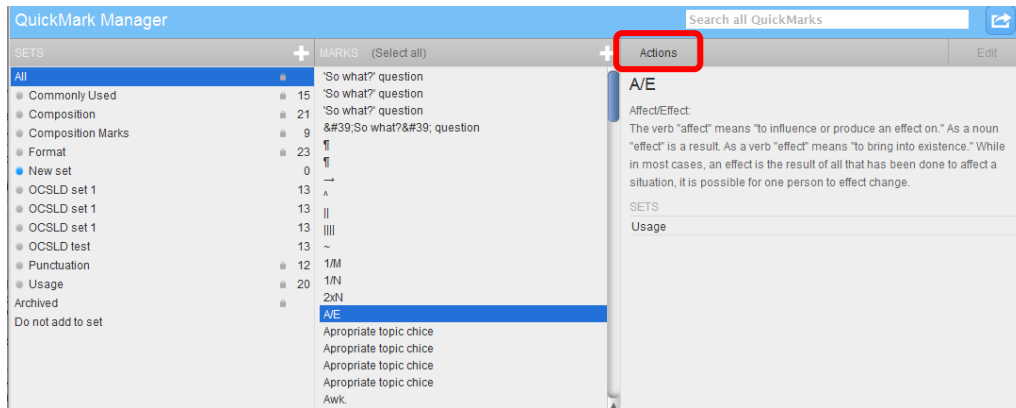 QuickMark Manager
Search all QuickMarks
SETS
MARKS (Select all)
Actions
Edit
All
Commonly Used 15
Composition 21
Composition Marks 9
Format 23
New set 0
OCSLD set 1 13
OCSLD set 1 13
OCSLD set 1 13
OCSLD test 13
Punctuation 12
Usage 20
Archived
Do not add to set
'So what?' question
'So what?' question
'So what?' question
&#39;So what?&#39; question
¶
¶
→
^
||
||||
~
1/M
1/N
2xN
A/E
Apropriate topic chice
Apropriate topic chice
Apropriate topic chice
Apropriate topic chice
Awk.
A/E
Affect/Effect:
The verb "affect" means "to influence or produce an effect on." As a noun
"effect" is a result. As a verb "effect" means "to bring into existence." While
in most cases, an effect is the result of all that has been done to affect a
situation, it is possible for one person to effect change.
SETS
Usage